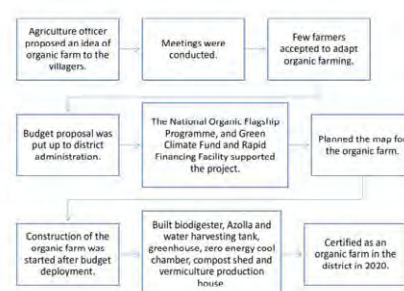 Agriculture officer
proposed an idea of
organic farm to the
villagers.
Meetings were
conducted.
Few farmers
accepted to adapt
organic farming.
Budget proposal was
put up to district
administration.
The National Organic Flagship
Programme, and Green
Climate Fund and Rapid
Financing Facility supported
the project.
Planned the map for
the organic farm.
Construction of the
organic farm was
started after budget
deployment.
Built biodigester, Azolla and
water harvesting tank,
greenhouse, zero energy cool
chamber, compost shed and
vermiculture production
house
Certified as an
organic farm in the
district in 2020.